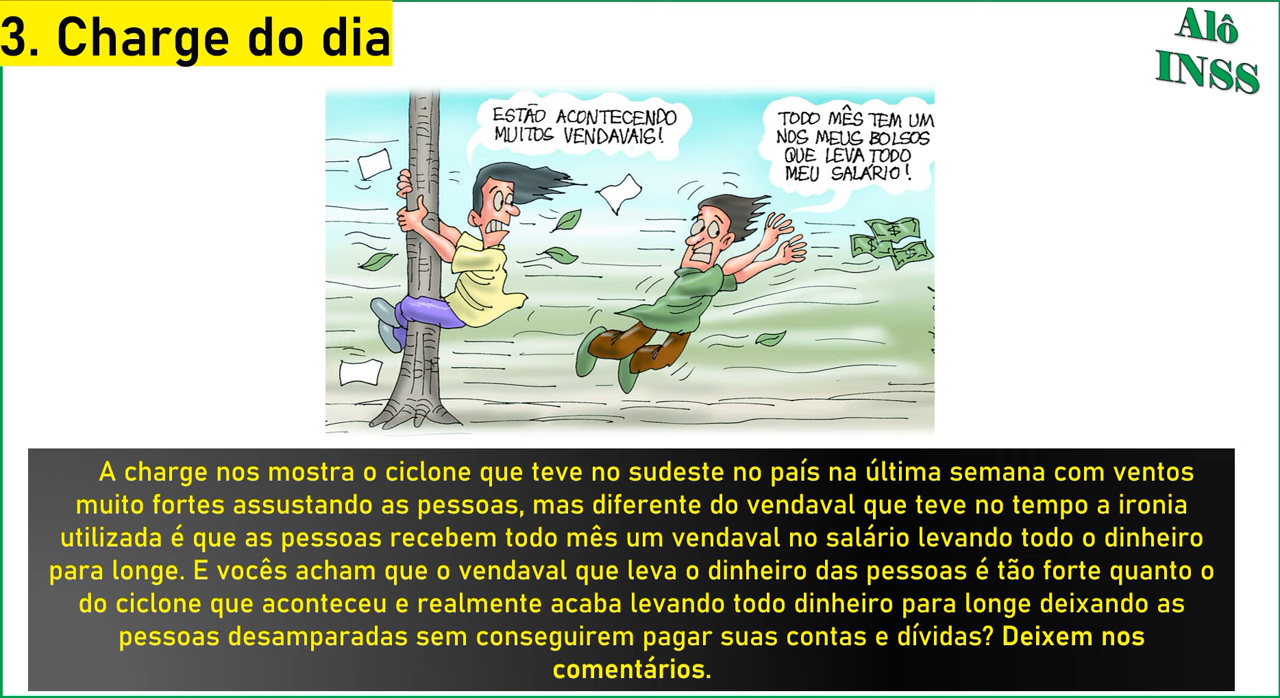 3. Charge do dia
Alô
INSS
ESTÃO ACONTECENDO
MUITOS VENDAVAIS!
TODO MÊS TEM UM
NOS MEUS BOLSOS
QUE LEVA TODO
MEU SALÁRIO!
A charge nos mostra o ciclone que teve no sudeste no país na última semana com ventos
muito fortes assustando as pessoas, mas diferente do vendaval que teve no tempo a ironia
utilizada é que as pessoas recebem todo mês um vendaval no salário levando todo o dinheiro
para longe. E vocês acham que o vendaval que leva o dinheiro das pessoas é tão forte quanto o
do ciclone que aconteceu e realmente acaba levando todo dinheiro para longe deixando as
pessoas desamparadas sem conseguirem pagar suas contas e dívidas? Deixem nos
comentários.